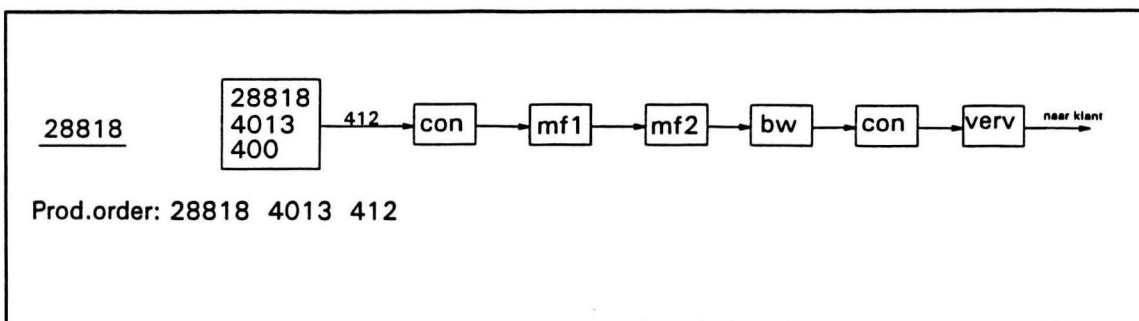 28818
28818
4013
400
412
con
mf1
mf2
bw
con
verv
naar klant
Prod.order: 28818 4013 412